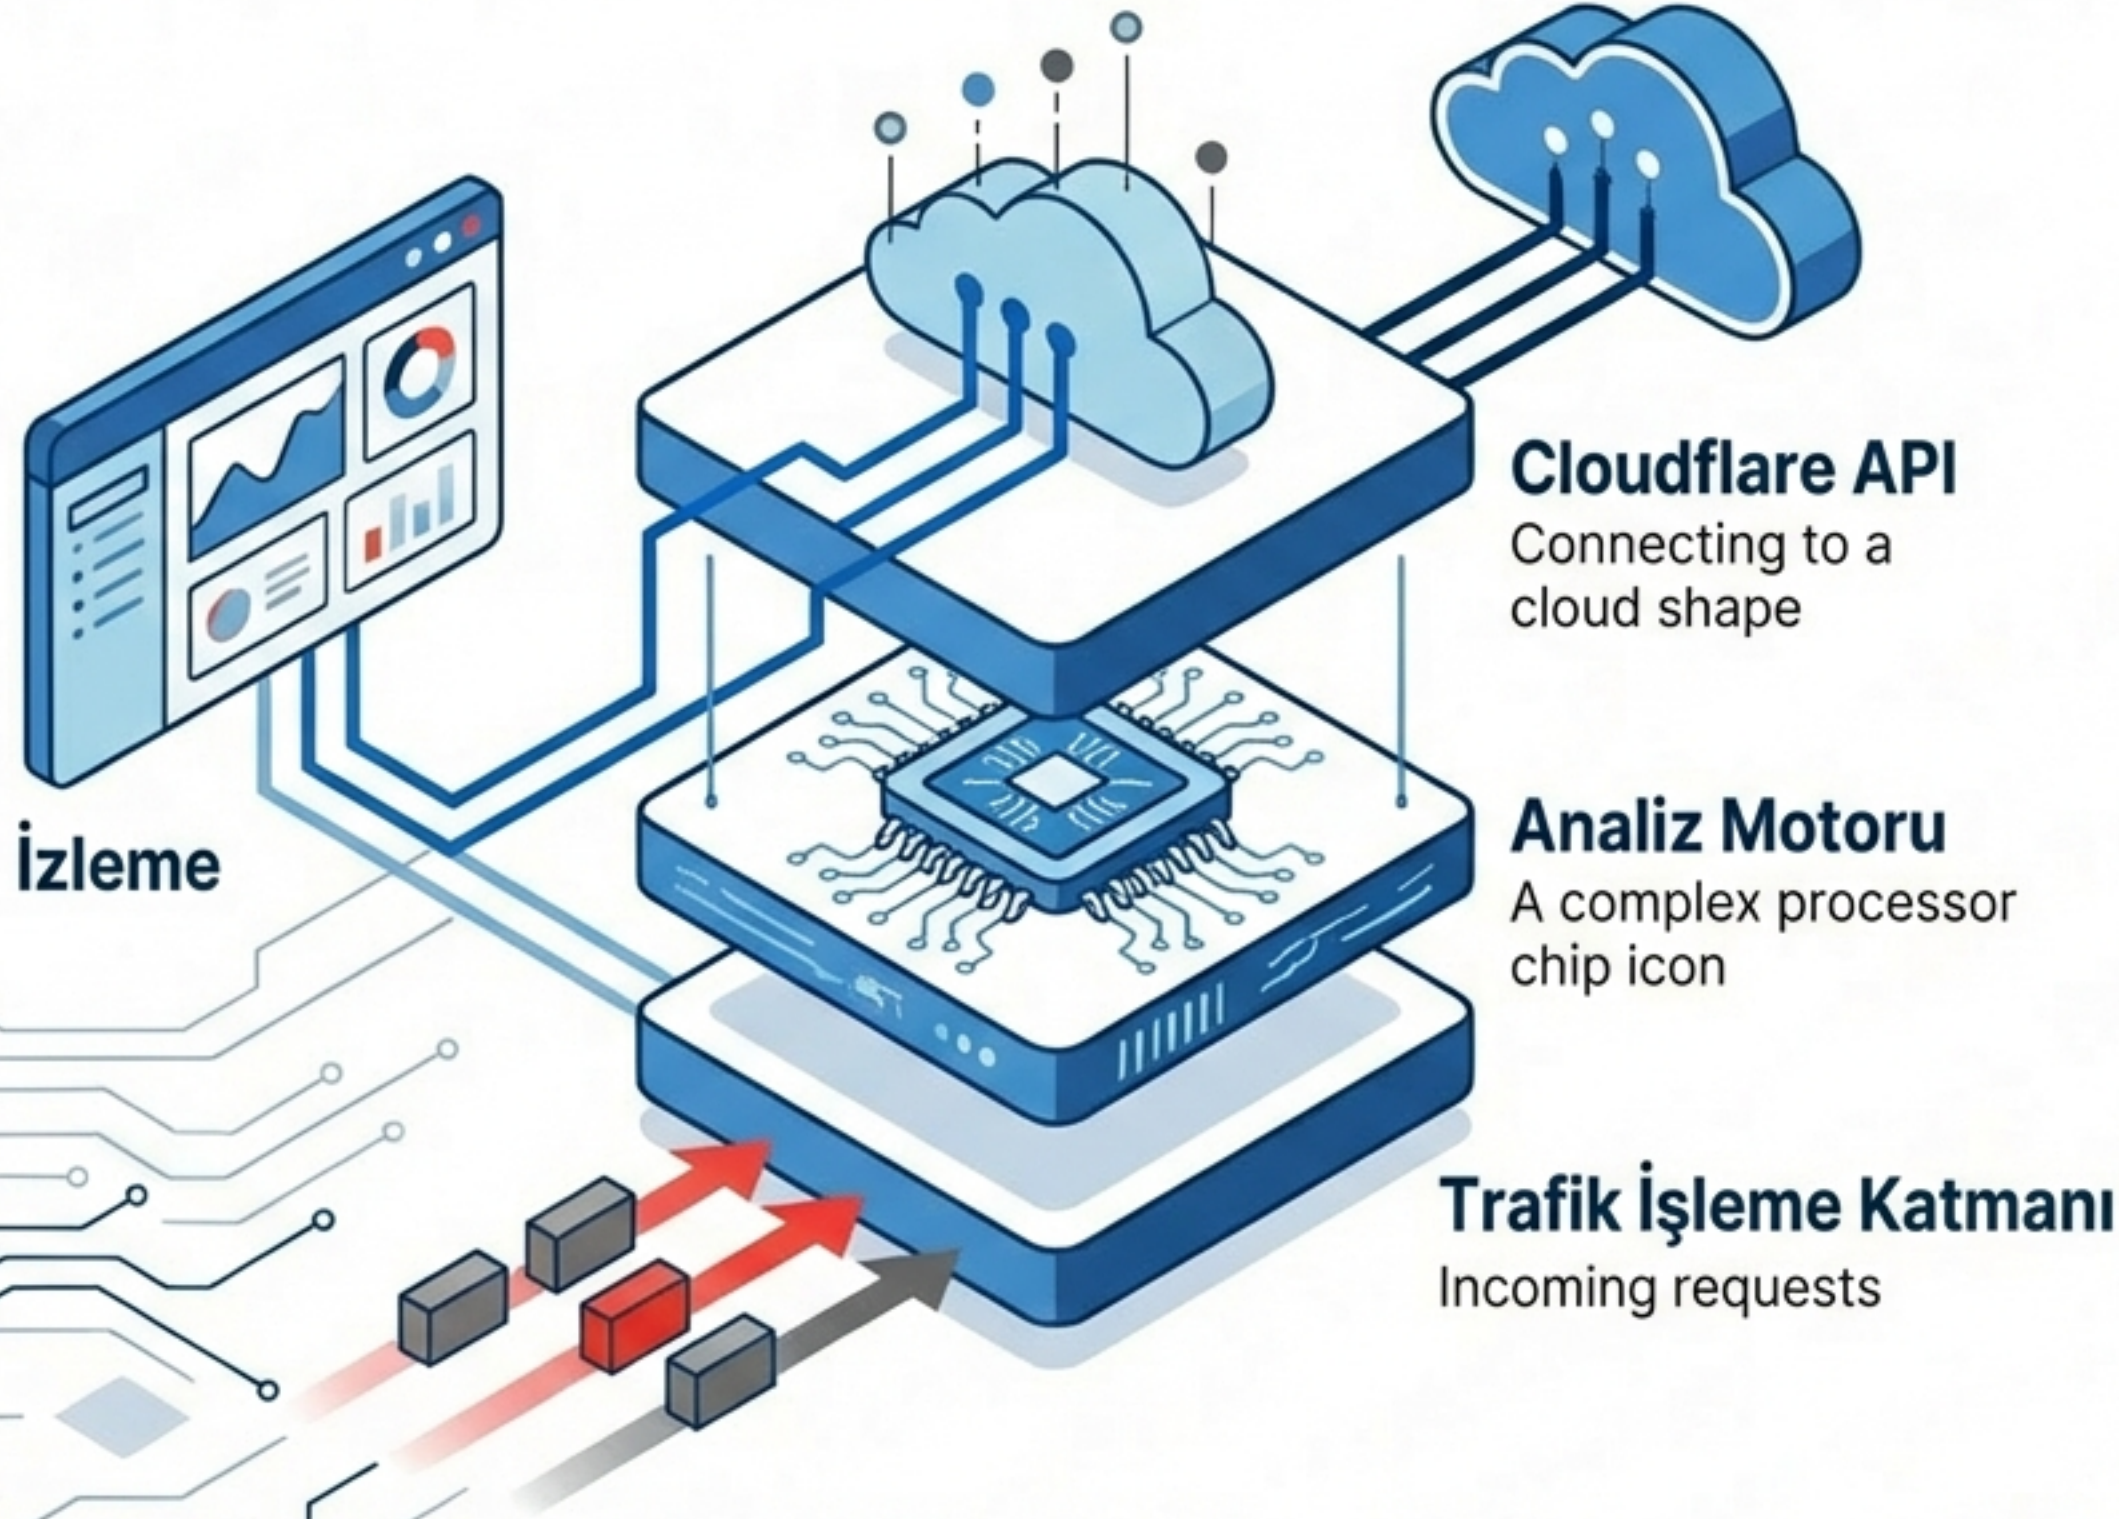 Cloudflare API
Connecting to a
cloud shape
Analiz Motoru
A complex processor
chip icon
İzleme
Trafik İşleme Katmanı
Incoming requests